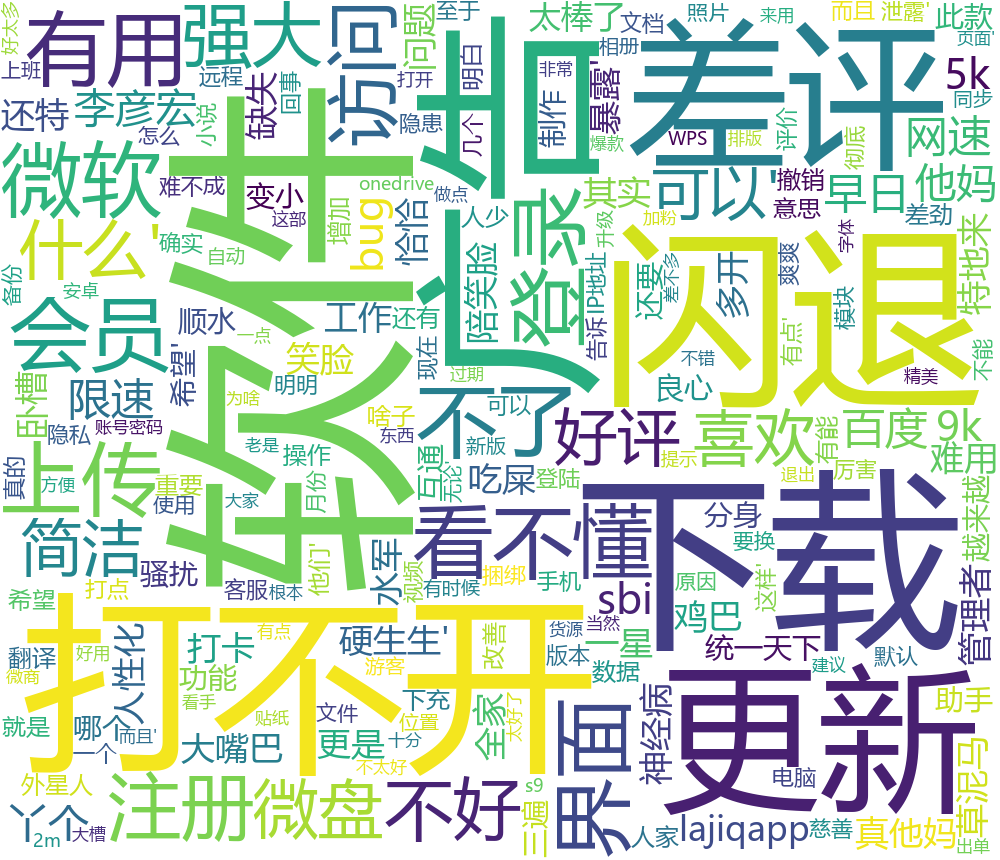 好太多
有用
强大
访问
问题
至于
太棒了
文档
照片
来用
而且
泄露'
此款
页面'
上班
远程
回事
打开
明白
非常
相册
差评
5k
同步
还特
李彦宏
缺失
隐患
几个
制作
暴露'
WPS
排版
评价
彻底
网速
怎么
小说
广告
爆款
微软
软件
难不成
变小
onedrive
做点
可以'
撤销
早日
他妈
这部
增加
bug
恰恰
人少
登录
其实
升级
加粉
意思
字体
差劲
什么'
确实
自动
陪笑脸
IP地址
还要
差不多
多开
爽爽
模块
特地来
备份
安卓
会员
顺水
一点
工作
还有
现在
过期
告诉
闪退
有点'
不能
希望'
笑脸
不错
精美
卧槽
限速
为啥
明明
啥子
不了
可以
良心
隐私
账号密码
老是
东西
新版
好评
喜欢
百度
9k
有能
真的
上传
方便
重要
操作
月份
互通
无论
吃屎
登陆
提示
退出
厉害
难用
使用
大家
看不懂
下载
分身
要换
越来越
简洁
骚扰
客服
根本
他们'
视频
水军
有时候
捆绑
手机
sbi
原因
这样'
管理者
希望
打点
打不开
有点
硬生生'
改善
货源
当然
版本
一星
鸡巴
统一天下
建议
默认
翻译
好用
人性化
打卡
功能
游客
数据
神经病
更新
助手
微商
看手
下充
就是
哪个
一个
而且'
大嘴巴
贴纸
文件
更是
位置
十分
全家
太好了
界面
电脑
草泥马
外星人
不太好
s9
丫个
2m
大槽
注册
微盘
不好
三遍
人家
lajiqapp
慈善
真他妈
出单